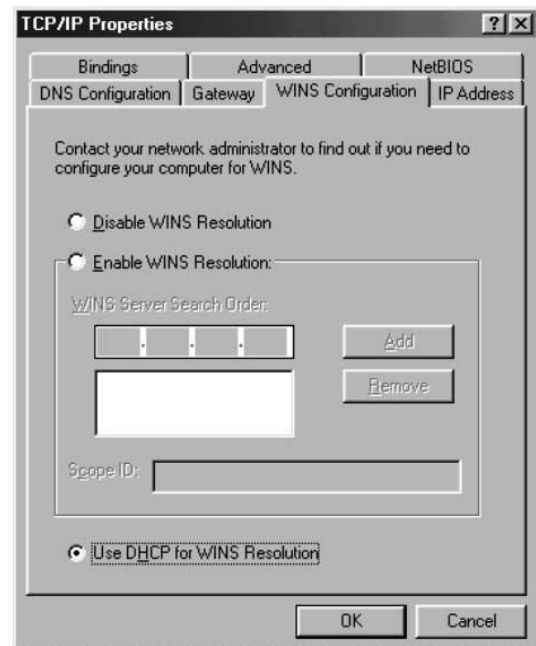 TCP/IP Properties
Bindings Advanced NetBIOS
DNS Configuration Gateway WINS Configuration IP Address
Contact your network administrator to find out if you need to
configure your computer for WINS.
Disable WINS Resolution
Enable WINS Resolution:
WINS Server Search Order:
Add
Remove
Scope ID:
Use DHCP for WINS Resolution
OK Cancel